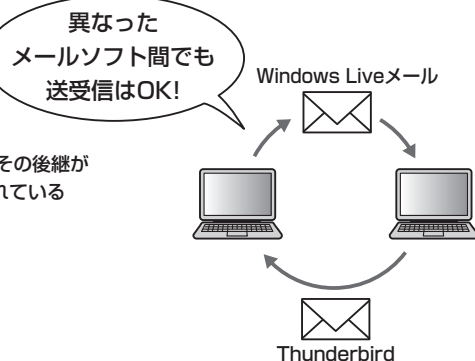 異なった
メールソフト間でも
送受信はOK!
Windows Liveメール
その後継が
れている
Thunderbird